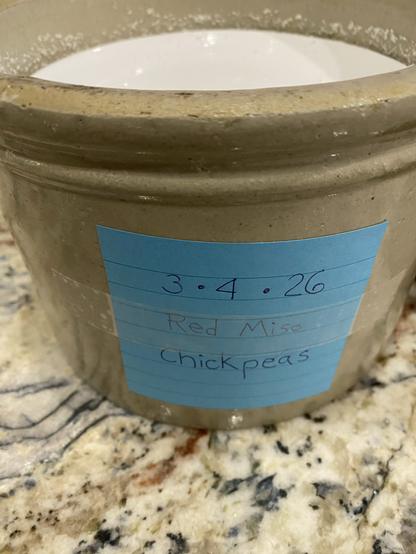 3 • 4 • 26
Red Miso
Chickpeas